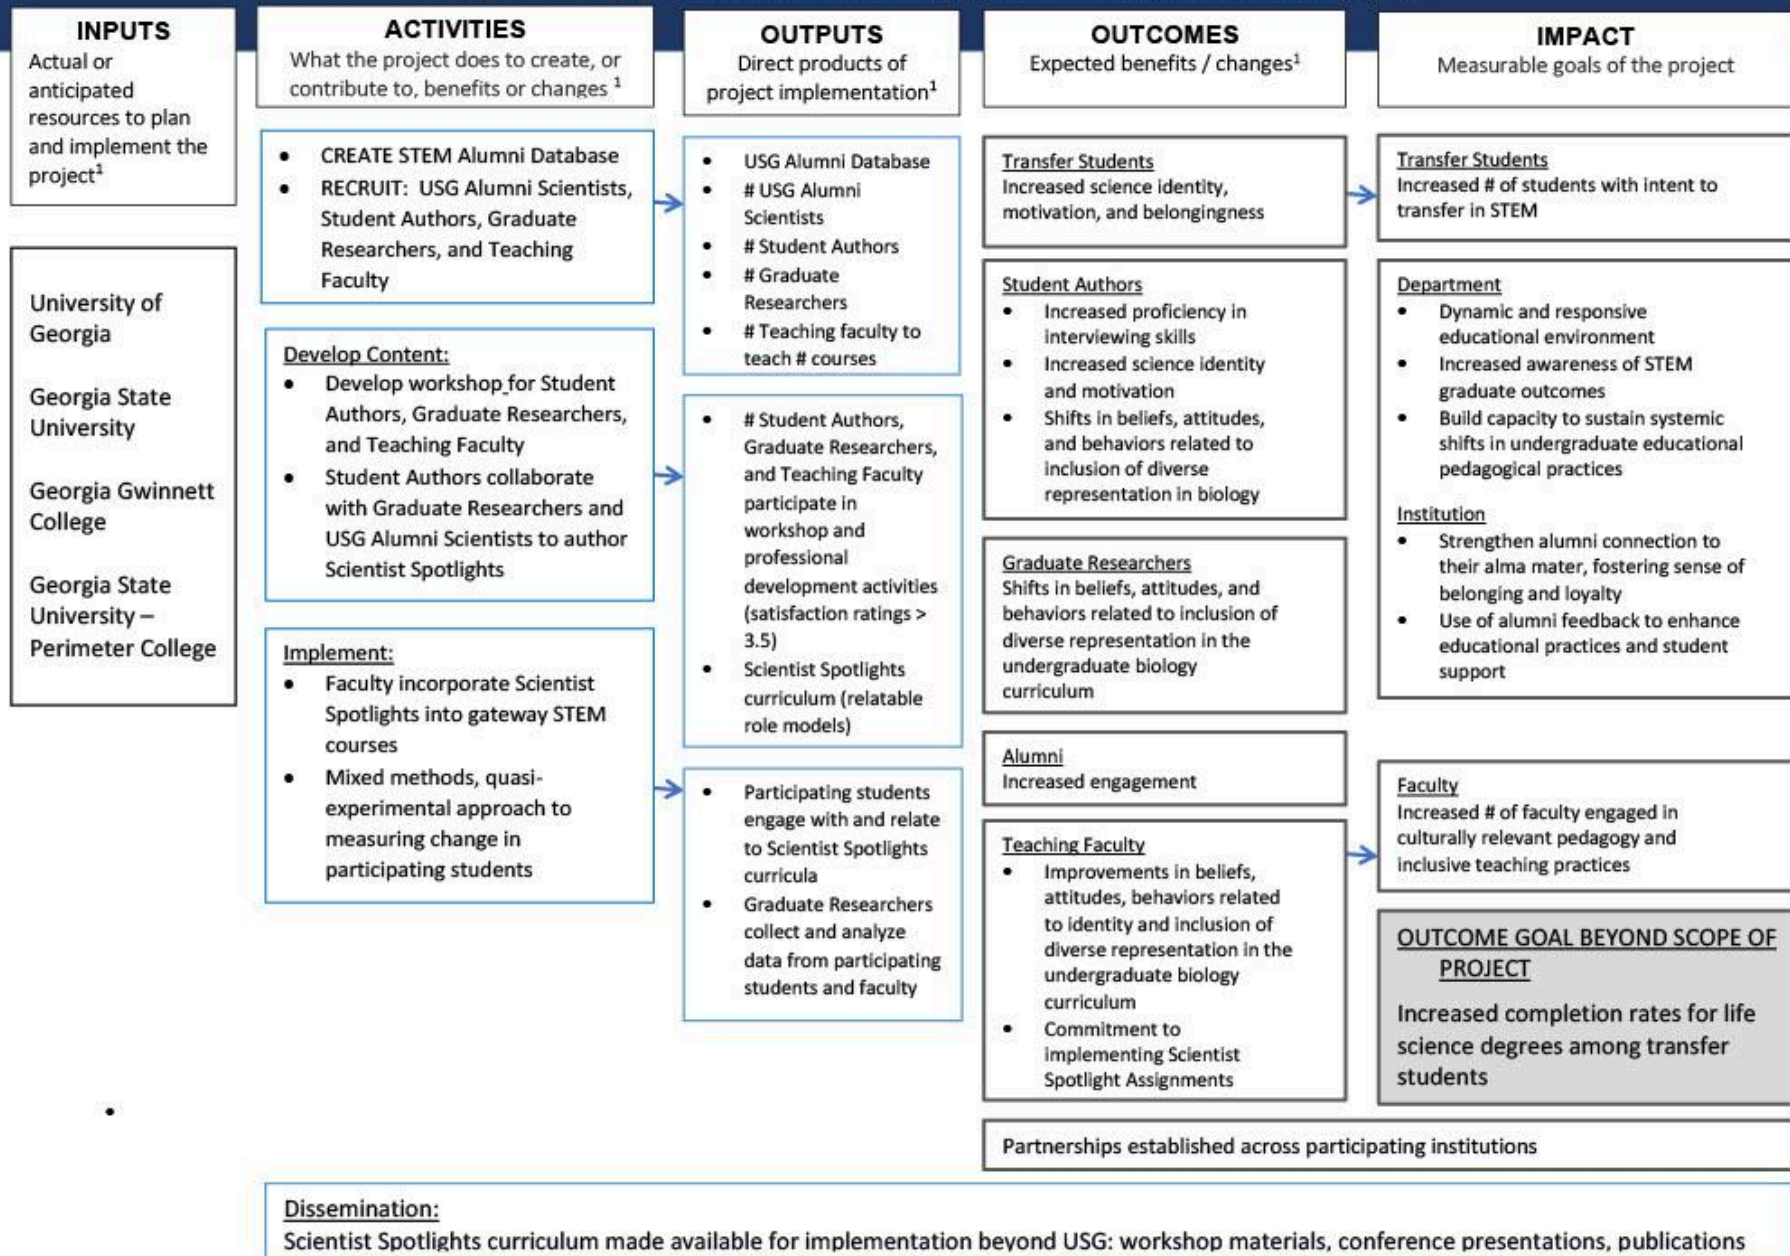 INPUTS
Actual or
anticipated
resources to plan
and implement the
project1
University of
Georgia
Georgia State
University
Georgia Gwinnett
College
Georgia State
University –
Perimeter College
ACTIVITIES
What the project does to create, or
contribute to, benefits or changes 1
• CREATE STEM Alumni Database
• RECRUIT: USG Alumni Scientists,
Student Authors, Graduate
Researchers, and Teaching
Faculty
Develop Content:
• Develop workshop for Student
Authors, Graduate Researchers,
and Teaching Faculty
• Student Authors collaborate
with Graduate Researchers and
USG Alumni Scientists to author
Scientist Spotlights
Implement:
• Faculty incorporate Scientist
Spotlights into gateway STEM
courses
• Mixed methods, quasi-
experimental approach to
measuring change in
participating students
OUTPUTS
Direct products of
project implementation1
• USG Alumni Database
• # USG Alumni
Scientists
• # Student Authors
• # Graduate
Researchers
• # Teaching faculty to
teach # courses
• # Student Authors,
Graduate Researchers,
and Teaching Faculty
participate in
workshop and
professional
development activities
(satisfaction ratings >
3.5)
• Scientist Spotlights
curriculum (relatable
role models)
• Participating students
engage with and relate
to Scientist Spotlights
curricula
• Graduate Researchers
collect and analyze
data from participating
students and faculty
OUTCOMES
Expected benefits / changes1
Transfer Students
Increased science identity,
motivation, and belongingness
Student Authors
• Increased proficiency in
interviewing skills
• Increased science identity
and motivation
• Shifts in beliefs, attitudes,
and behaviors related to
inclusion of diverse
representation in biology
Graduate Researchers
Shifts in beliefs, attitudes, and
behaviors related to inclusion of
diverse representation in the
undergraduate biology
curriculum
Alumni
Increased engagement
Teaching Faculty
• Improvements in beliefs,
attitudes, behaviors related
to identity and inclusion of
diverse representation in the
undergraduate biology
curriculum
• Commitment to
implementing Scientist
Spotlight Assignments
IMPACT
Measurable goals of the project
Transfer Students
Increased # of students with intent to
transfer in STEM
Department
• Dynamic and responsive
educational environment
• Increased awareness of STEM
graduate outcomes
• Build capacity to sustain systemic
shifts in undergraduate educational
pedagogical practices
Institution
• Strengthen alumni connection to
their alma mater, fostering sense of
belonging and loyalty
• Use of alumni feedback to enhance
educational practices and student
support
Faculty
Increased # of faculty engaged in
culturally relevant pedagogy and
inclusive teaching practices
OUTCOME GOAL BEYOND SCOPE OF
PROJECT
Increased completion rates for life
science degrees among transfer
students
Partnerships established across participating institutions
Dissemination:
Scientist Spotlights curriculum made available for implementation beyond USG: workshop materials, conference presentations, publications